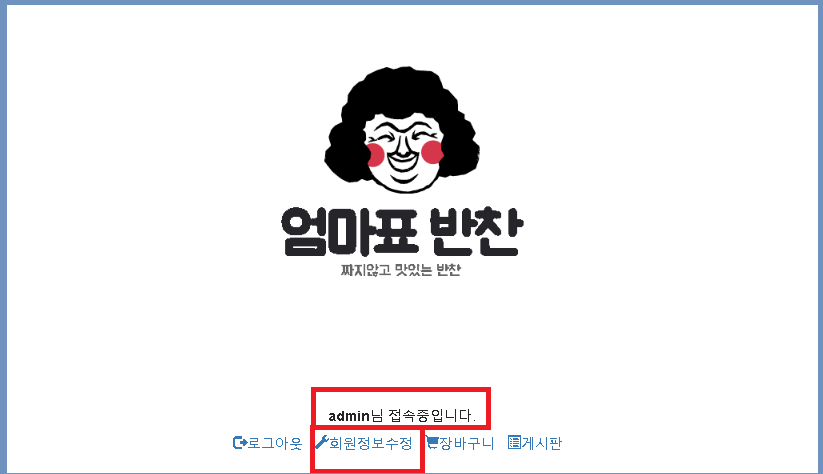 엄마표 반찬
짜지않고 맛있는 반찬
admin님 접속중입니다.
로그아웃 회원정보수정 장바구니 게시판